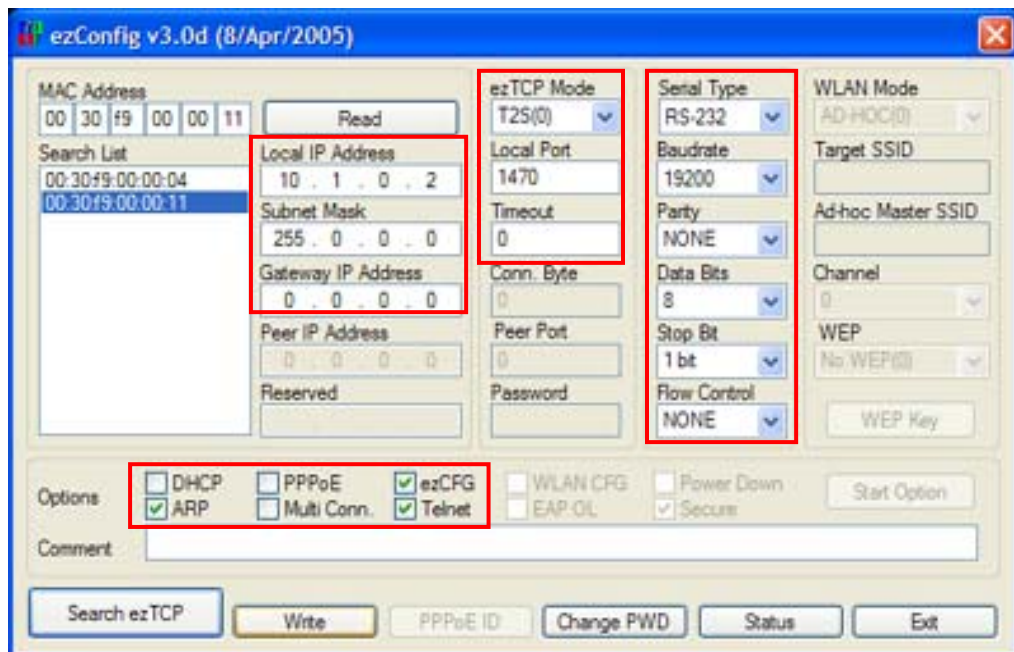 ezConfig v3.0d (8/Apr/2005)
MAC Address
00 30 f9 00 00 11
Read
Search List
00:30:f9:00:00:04
00:30:f9:00:00:11
Local IP Address
10 . 1 . 0 . 2
Subnet Mask
255 . 0 . 0 . 0
Gateway IP Address
0 . 0 . 0 . 0
Peer IP Address
0 . 0 . 0 . 0
Reserved
ezTCP Mode
T2S(0)
Local Port
1470
Timeout
0
Conn. Byte
0
Peer Port
0
Password
Serial Type
RS-232
Baudrate
19200
Parity
NONE
Data Bits
8
Stop Bit
1 bit
Flow Control
NONE
WLAN Mode
AD-HOC(0)
Target SSID
Ad-hoc Master SSID
Channel
0
WEP
No WEP(0)
WEP Key
Options
DHCP PPPoE ezCFG WLAN CFG Power Down
ARP Multi Conn. Telnet EAP OL Secure
Start Option
Comment
Search ezTCP Write PPPoE ID Change PWD Status Exit